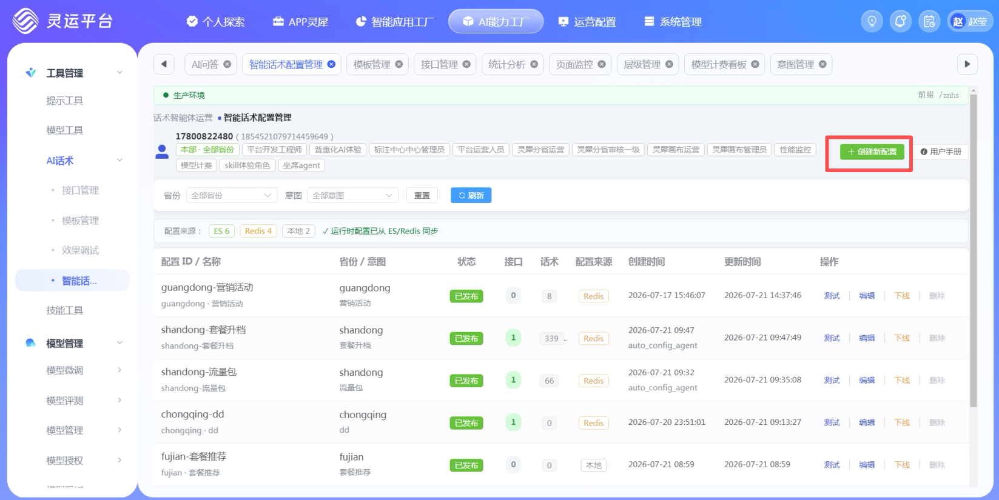 灵运平台
个人探索
APP灵犀
智能应用工厂
AI能力工厂
运营配置
系统管理
赵 赵莹
工具管理
提示工具
模型工具
AI话术
接口管理
模板管理
效果调试
智能话...
技能工具
模型管理
模型微调
模型评测
模型管理
模型授权
AI问答
智能话术配置管理
模板管理
接口管理
统计分析
页面监控
层级管理
模型计费看板
意图管理
生产环境
前缀 /znhs
话术智能体运营 • 智能话术配置管理
17800822480 ( 1854521079714459649 )
本部 · 全部省份 平台开发工程师 普惠化AI体验 标注中心中心管理员 平台运营人员 灵犀分省运营 灵犀分省审核一级 灵犀画布运营 灵犀画布管理员 性能监控
模型计费 skill体验角色 坐席agent
+ 创建新配置
用户手册
省份 全部省份 意图 全部意图 重置 刷新
配置来源： ES 6 Redis 4 本地 2 ✓ 运行时配置已从 ES/Redis 同步
配置 ID / 名称 省份 / 意图 状态 接口 话术 配置来源 创建时间 更新时间 操作
guangdong-营销活动 guangdong
已发布 0 8 Redis 2026-07-17 15:46:07 2026-07-21 14:37:46 测试 编辑 下线 删除
guangdong · 营销活动 营销活动
shandong-套餐升档 shandong 2026-07-21 09:47
已发布 1 339 .. Redis 2026-07-21 09:47:49 测试 编辑 下线 删除
shandong-套餐升档 套餐升档 auto_config_agent
shandong-流量包 shandong 2026-07-21 09:32
已发布 1 66 Redis 2026-07-21 09:35:08 测试 编辑 下线 删除
shandong-流量包 流量包 auto_config_agent
chongqing-dd chongqing
已发布 1 0 Redis 2026-07-20 23:51:01 2026-07-21 09:13:27 测试 编辑 下线 删除
chongqing · dd dd
fujian-套餐推荐 fujian
已发布 0 0 本地 2026-07-21 08:59 2026-07-21 08:59 测试 编辑 下线 删除
fujian · 套餐推荐 套餐推荐